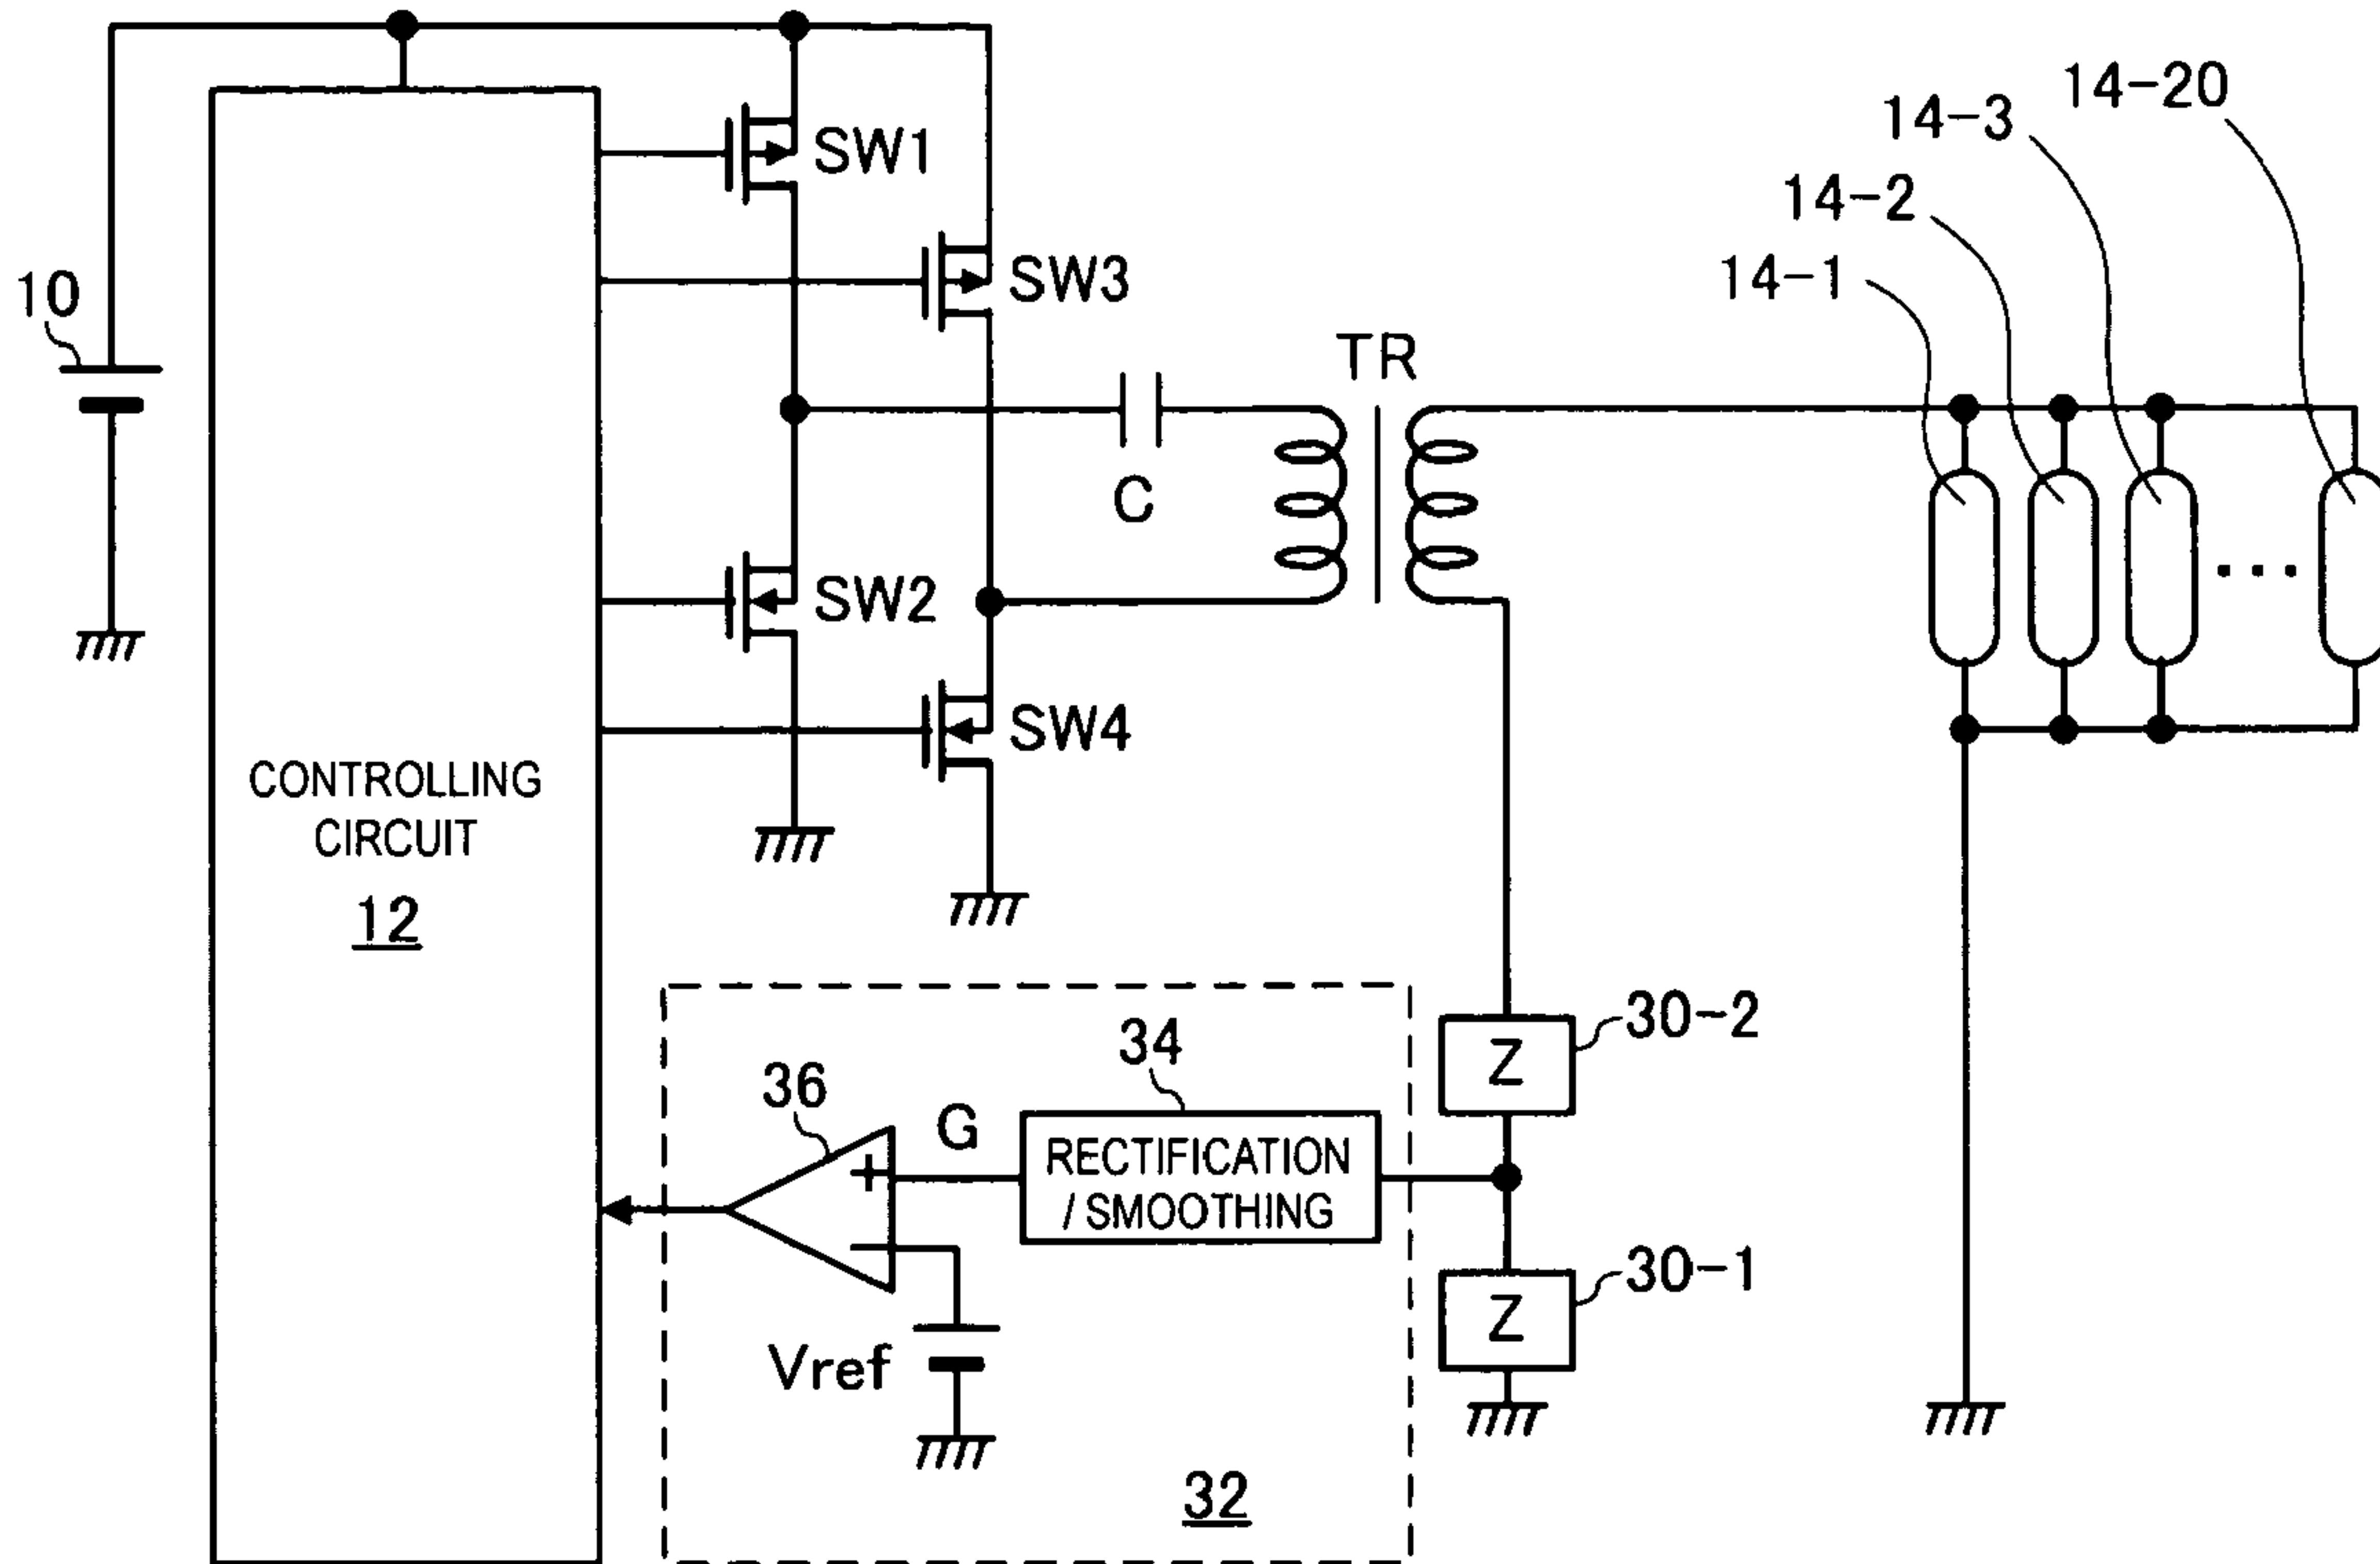 14-20
14-3
14-2
14-1
SW1
SW3
10
TR
C
SW2
SW4
CONTROLLING
CIRCUIT
12
30-2
Z
34
36
G
+
RECTIFICATION
/ SMOOTHING
−
30-1
Z
Vref
32